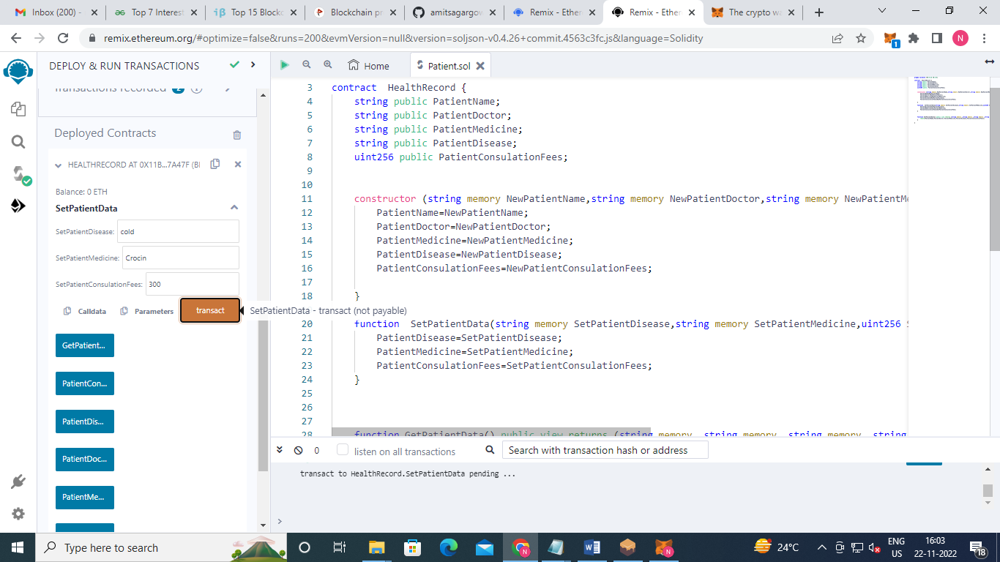 Inbox (200) -
Top 7 Interest
Top 15 Blockc
Blockchain pr
amitsagargov
Remix - Ether
Remix - Ether
The crypto wa
remix.ethereum.org/#optimize=false&runs=200&evmVersion=null&version=soljson-v0.4.26+commit.4563c3fc.js&language=Solidity
1
N
DEPLOY & RUN TRANSACTIONS
Transactions recorded 2 i
Deployed Contracts
HEALTHRECORD AT 0X11B...7A47F (Bl
Balance: 0 ETH
SetPatientData
SetPatientDisease: cold
SetPatientMedicine: Crocin
SetPatientConsulationFees: 300
Calldata Parameters transact
SetPatientData - transact (not payable)
GetPatient...
PatientCon...
PatientDis...
PatientDoc...
PatientMe...
Home
Patient.sol
3 contract HealthRecord {
4 string public PatientName;
5 string public PatientDoctor;
6 string public PatientMedicine;
7 string public PatientDisease;
8 uint256 public PatientConsulationFees;
9
10
11 constructor (string memory NewPatientName,string memory NewPatientDoctor,string memory NewPatientMe
12 PatientName=NewPatientName;
13 PatientDoctor=NewPatientDoctor;
14 PatientMedicine=NewPatientMedicine;
15 PatientDisease=NewPatientDisease;
16 PatientConsulationFees=NewPatientConsulationFees;
17
18 }
20 function SetPatientData(string memory SetPatientDisease,string memory SetPatientMedicine,uint256 S
21 PatientDisease=SetPatientDisease;
22 PatientMedicine=SetPatientMedicine;
23 PatientConsulationFees=SetPatientConsulationFees;
24 }
25
26
27
28 function GetPatientData() public view returns (string memory, string memory, string memory, string
0
listen on all transactions
Search with transaction hash or address
transact to HealthRecord.SetPatientData pending ...
>
Type here to search
24°C
ENG
US
16:03
22-11-2022
18